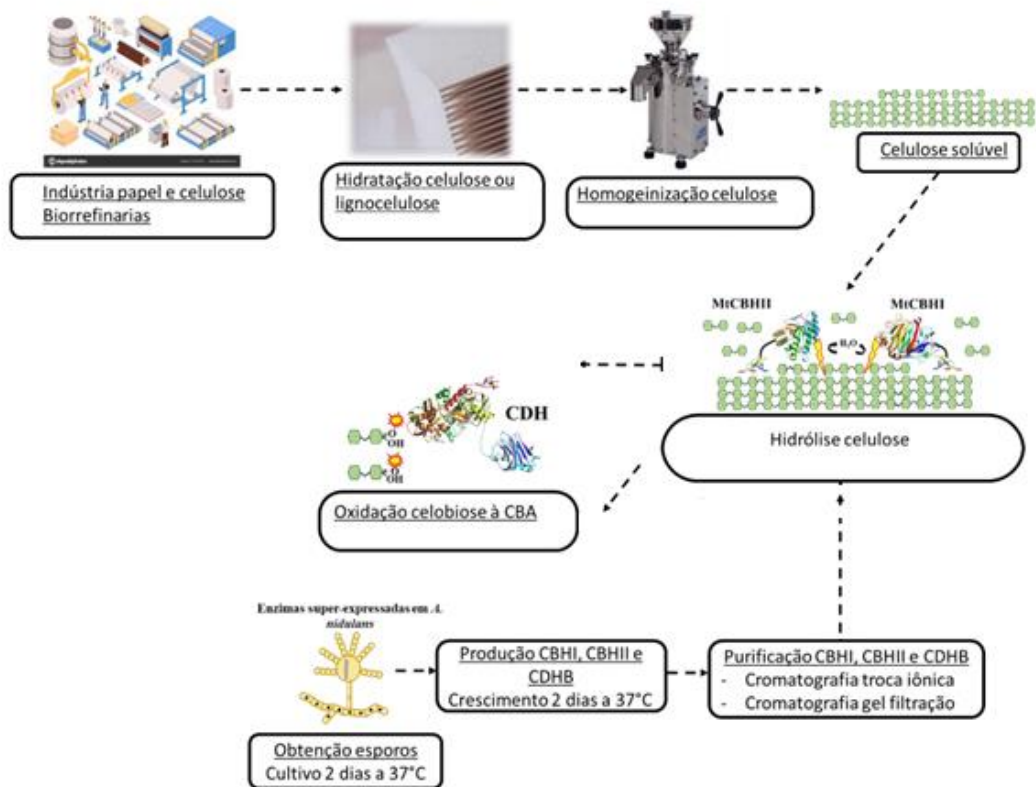 Indústria papel e celulose
Biorrefinarias
Hidratação celulose ou
lignocelulose
Homogeinização celulose
Celulose solúvel
MtCBHII
MtCBHI
H₂O
Hidrólise celulose
CDH
O
OH
O
OH
Oxidação celobiose à CBA
Enzimas super-expressadas em A.
nidulans
Obtenção esporos
Cultivo 2 dias a 37°C
Produção CBHI, CBHII e
CDHB
Crescimento 2 dias a 37°C
Purificação CBHI, CBHII e CDHB
- Cromatografia troca iônica
- Cromatografia gel filtração